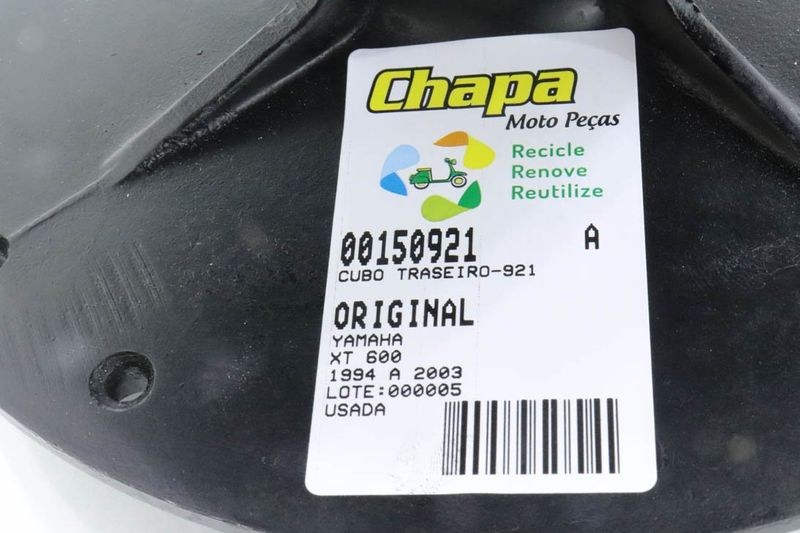 Chapa
Moto Peças
Recicle
Renove
Reutilize
00150921 A
CUBO TRASEIRO-921
ORIGINAL
YAMAHA
XT 600
1994 A 2003
LOTE:000005
USADA